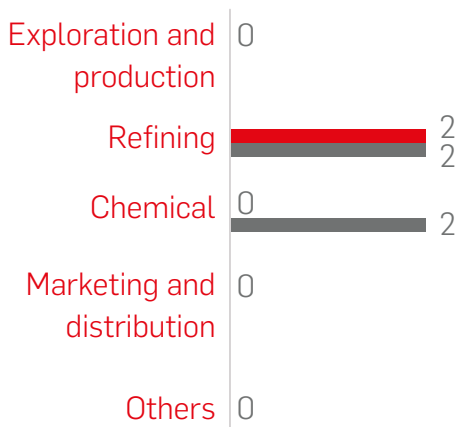 Exploration and 0
production
Refining 2
2
Chemical 0
2
Marketing and 0
distribution
Others 0